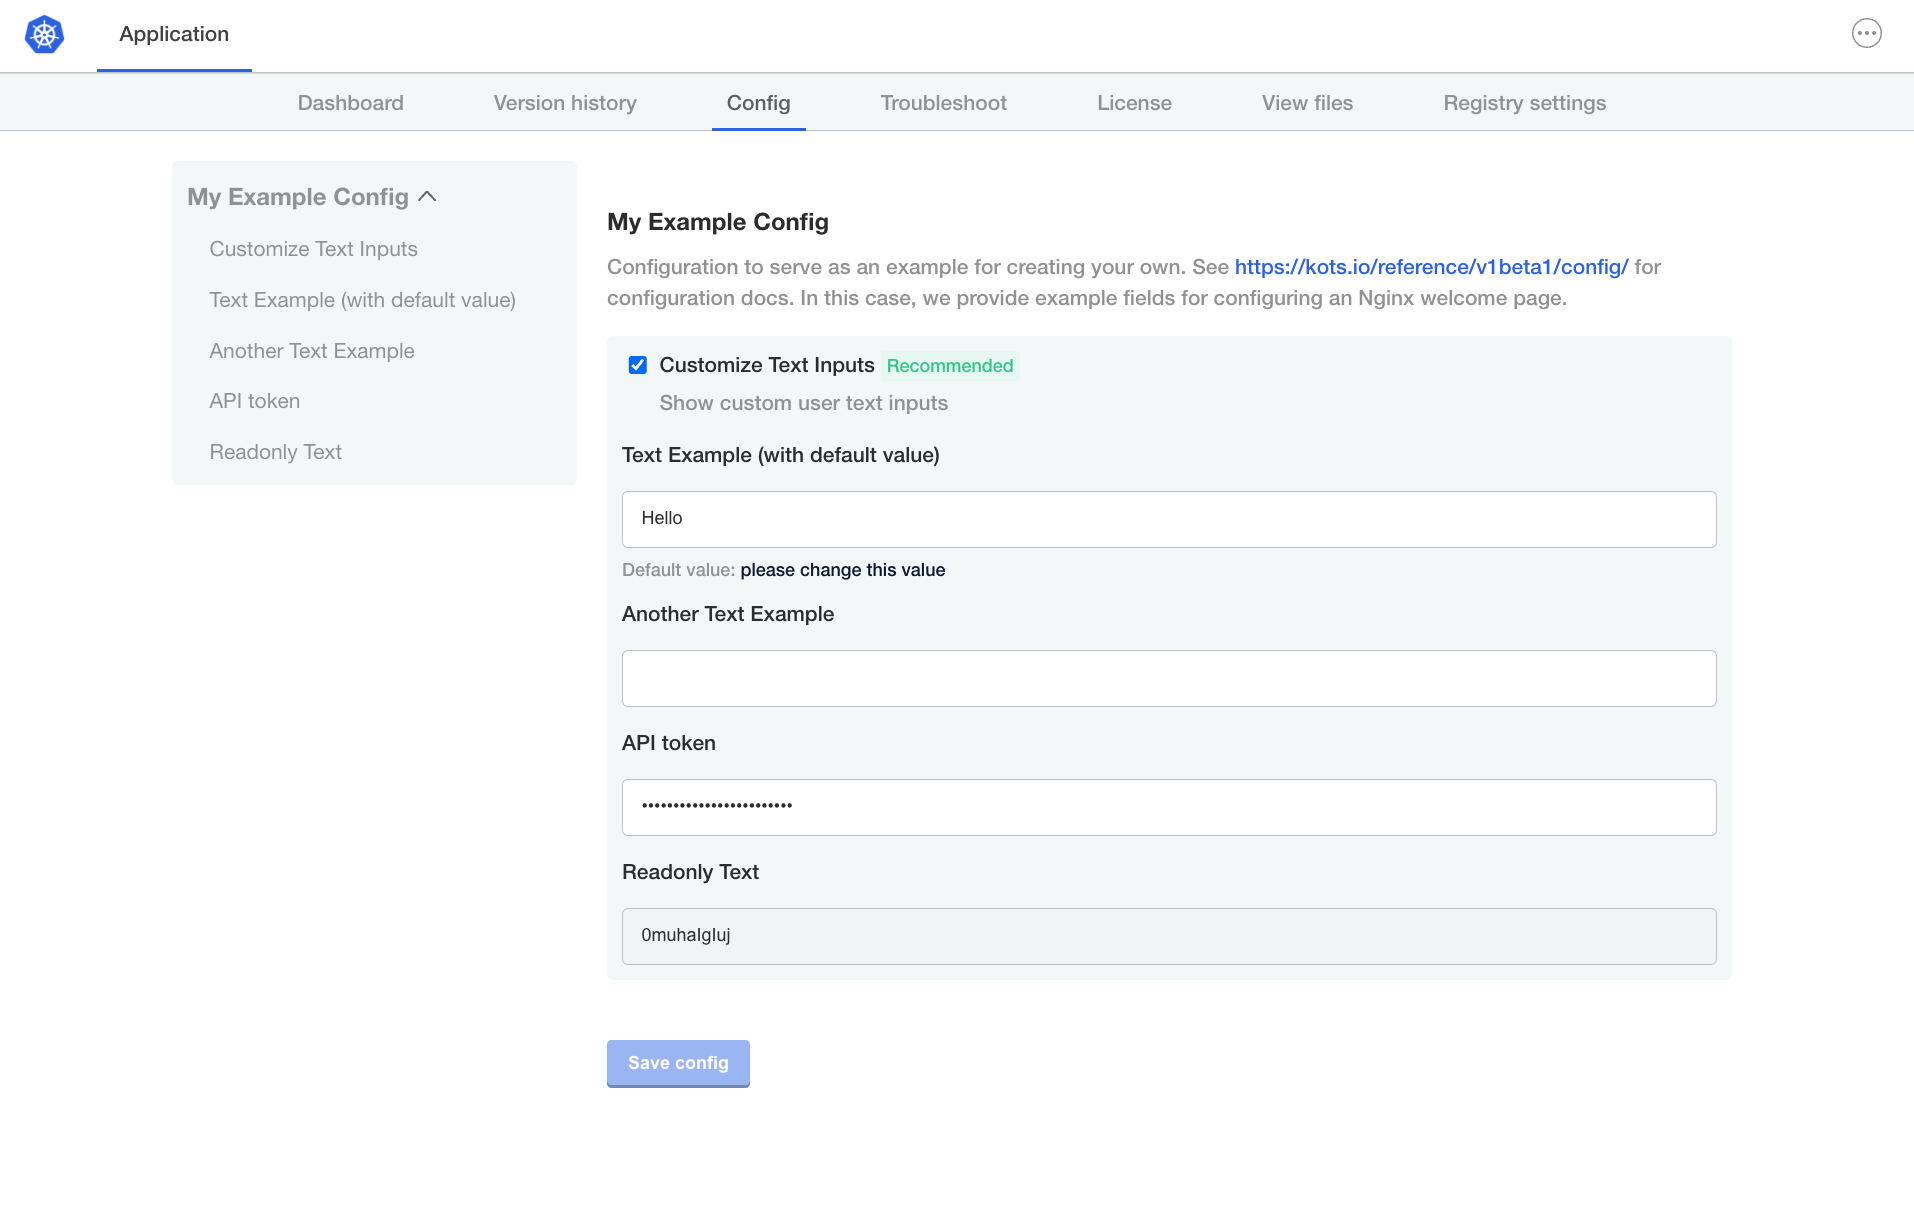 Application
Dashboard
Version history
Config
Troubleshoot
License
View files
Registry settings
My Example Config
Customize Text Inputs
Text Example (with default value)
Another Text Example
API token
Readonly Text
My Example Config
Configuration to serve as an example for creating your own. See https://kots.io/reference/v1beta1/config/ for
configuration docs. In this case, we provide example fields for configuring an Nginx welcome page.
Customize Text Inputs Recommended
Show custom user text inputs
Text Example (with default value)
Hello
Default value: please change this value
Another Text Example
API token
••••••••••••••••••••••••
Readonly Text
0muhaIgIuj
Save config